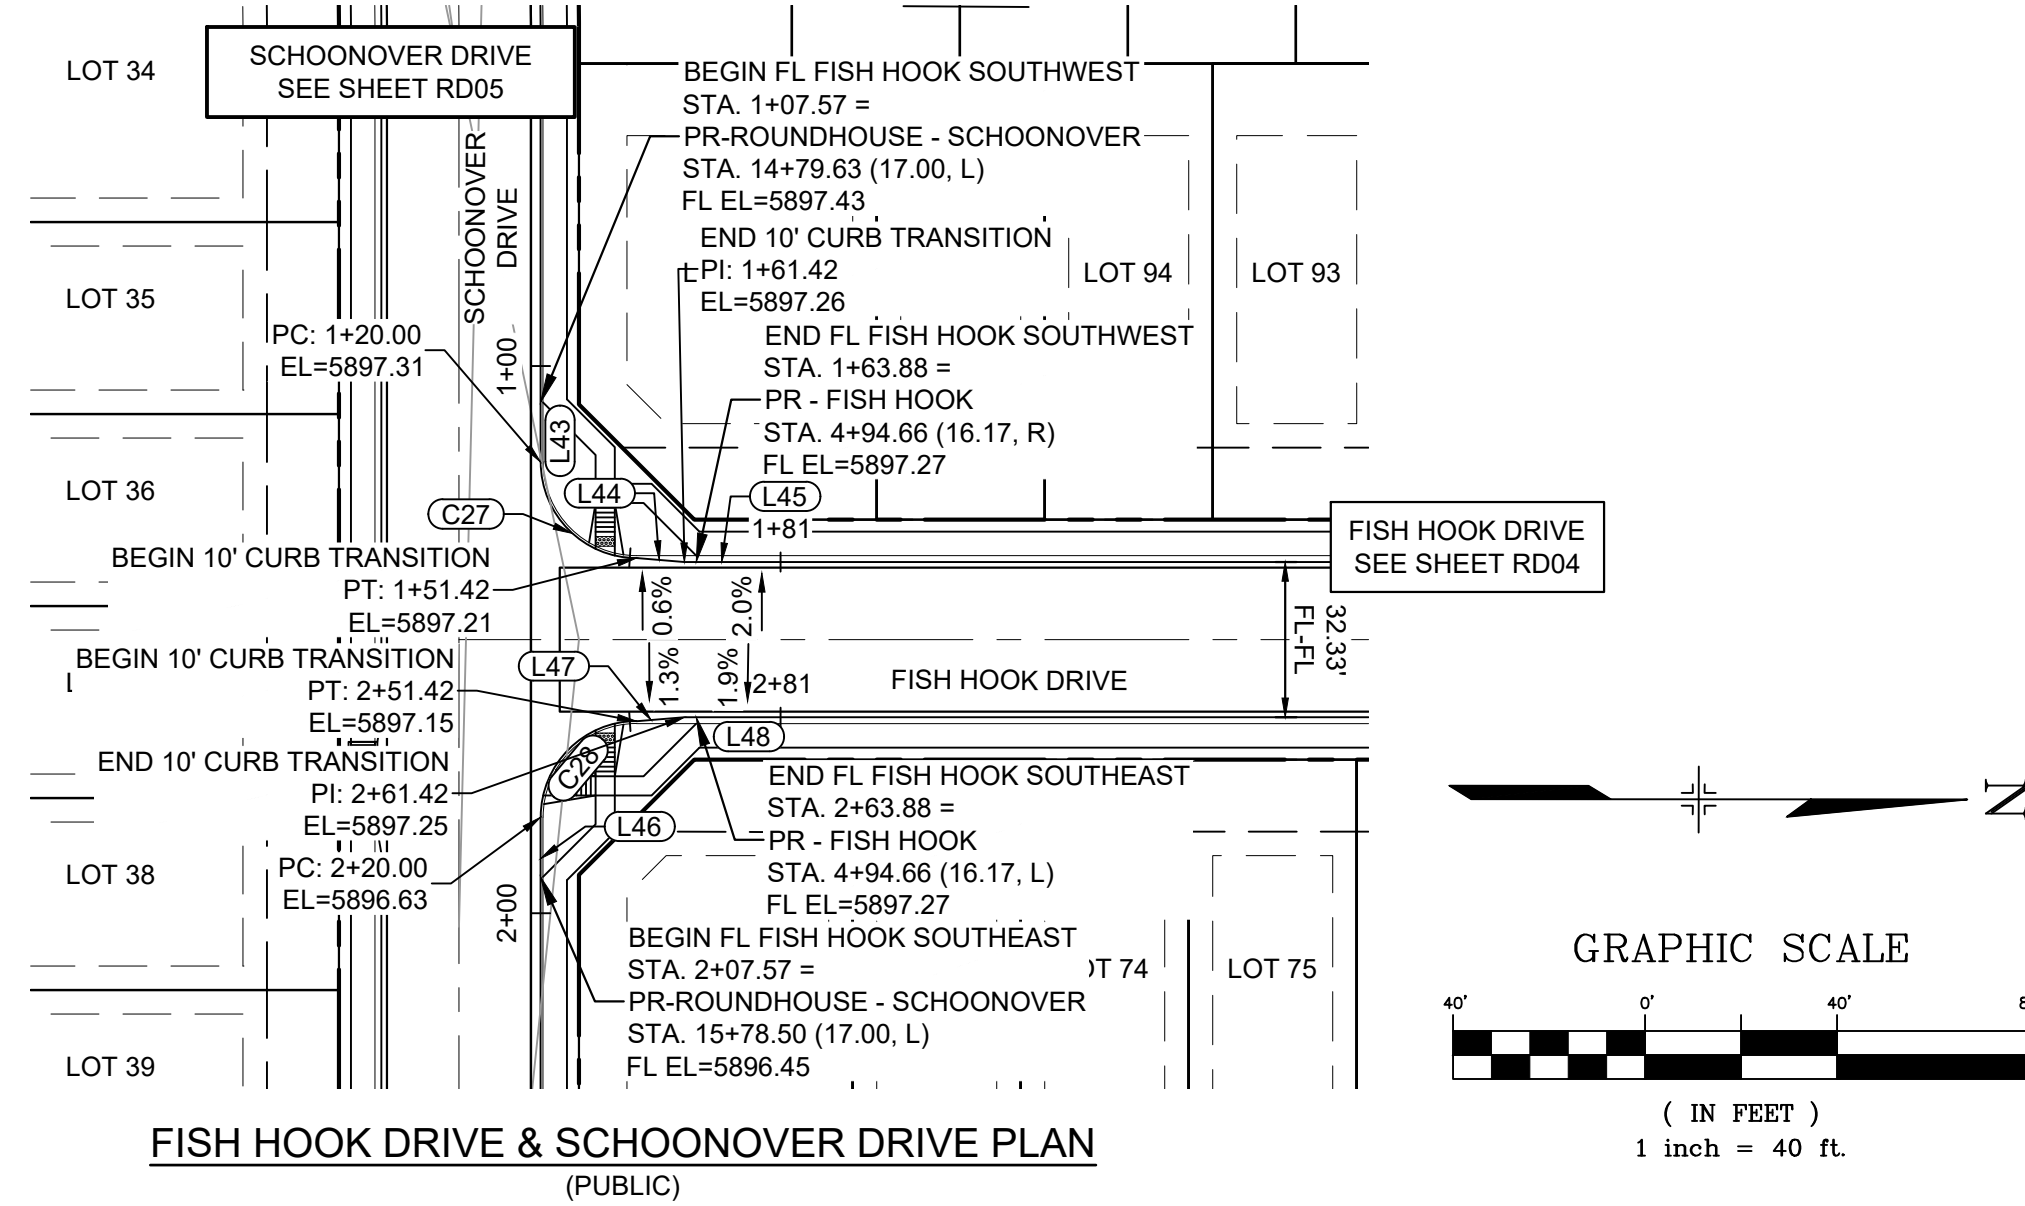 LOT 34
SCHOONOVER DRIVE
SEE SHEET RD05
SCHOONOVER
DRIVE
BEGIN FL FISH HOOK SOUTHWEST
STA. 1+07.57 =
PR-ROUNDHOUSE - SCHOONOVER
STA. 14+79.63 (17.00, L)
FL EL=5897.43
END 10' CURB TRANSITION
PI: 1+61.42
EL=5897.26
LOT 94
LOT 93
LOT 35
PC: 1+20.00
EL=5897.31
1+00
END FL FISH HOOK SOUTHWEST
STA. 1+63.88 =
PR - FISH HOOK
STA. 4+94.66 (16.17, R)
FL EL=5897.27
L43
LOT 36
L44
L45
C27
1+81
FISH HOOK DRIVE
SEE SHEET RD04
BEGIN 10' CURB TRANSITION
PT: 1+51.42
EL=5897.21
0.6%
2.0%
1.3%
1.9%
32.33'
FL-FL
BEGIN 10' CURB TRANSITION
PT: 2+51.42
EL=5897.15
L47
2+81
FISH HOOK DRIVE
L48
C28
END 10' CURB TRANSITION
PI: 2+61.42
EL=5897.25
L46
END FL FISH HOOK SOUTHEAST
STA. 2+63.88 =
PR - FISH HOOK
STA. 4+94.66 (16.17, L)
FL EL=5897.27
LOT 38
PC: 2+20.00
EL=5896.63
2+00
BEGIN FL FISH HOOK SOUTHEAST
STA. 2+07.57 =
PR-ROUNDHOUSE - SCHOONOVER
STA. 15+78.50 (17.00, L)
FL EL=5896.45
OT 74
LOT 75
LOT 39
N
GRAPHIC SCALE
40' 0' 40' 8
( IN FEET )
1 inch = 40 ft.
FISH HOOK DRIVE & SCHOONOVER DRIVE PLAN
(PUBLIC)